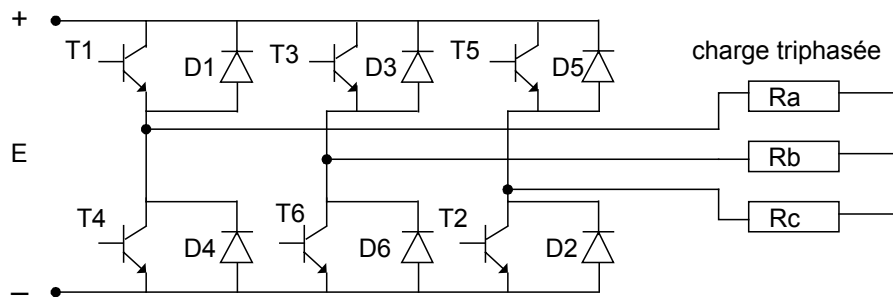 +
T1
D1
T3
D3
T5
D5
charge triphasée
Ra
E
Rb
Rc
T4
D4
T6
D6
T2
D2
–